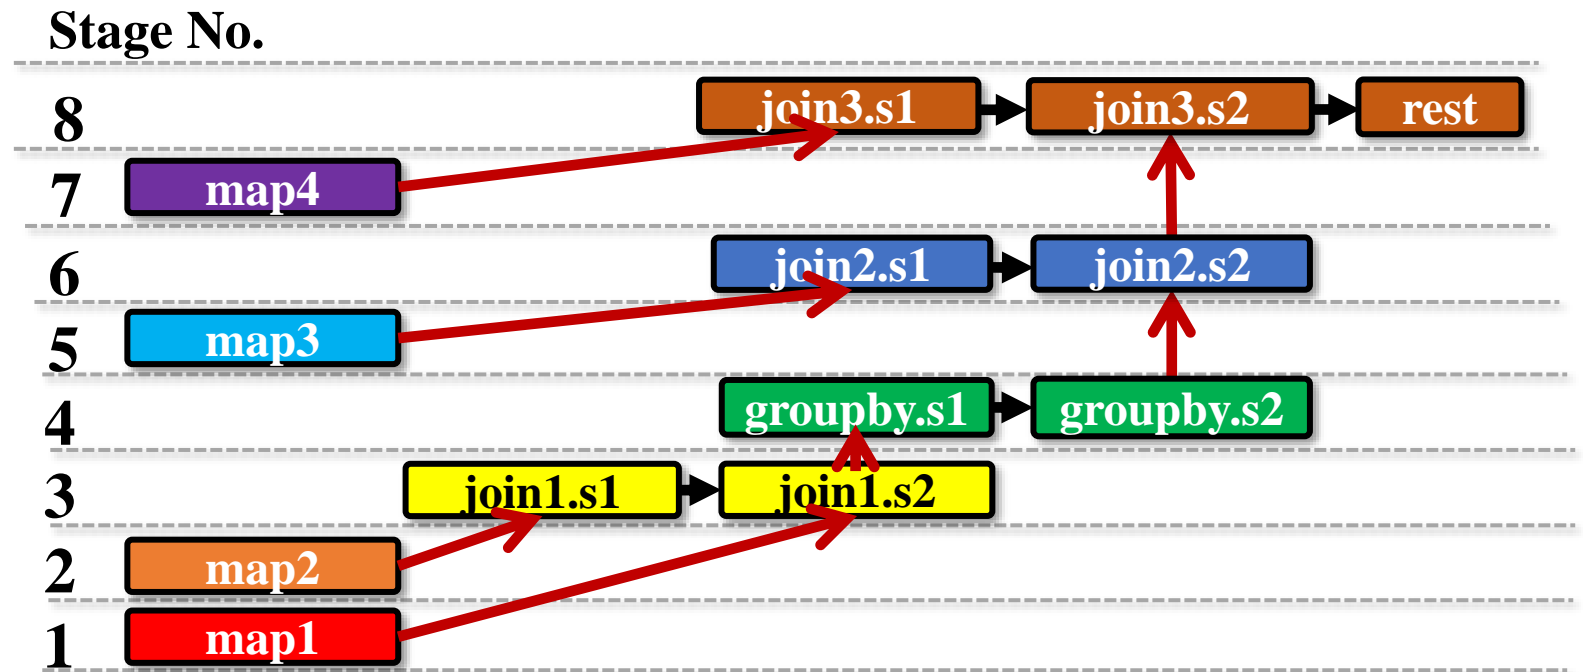 Stage No.
8 join3.s1 join3.s2 rest
7 map4
6 join2.s1 join2.s2
5 map3
4 groupby.s1 groupby.s2
3 join1.s1 join1.s2
2 map2
1 map1